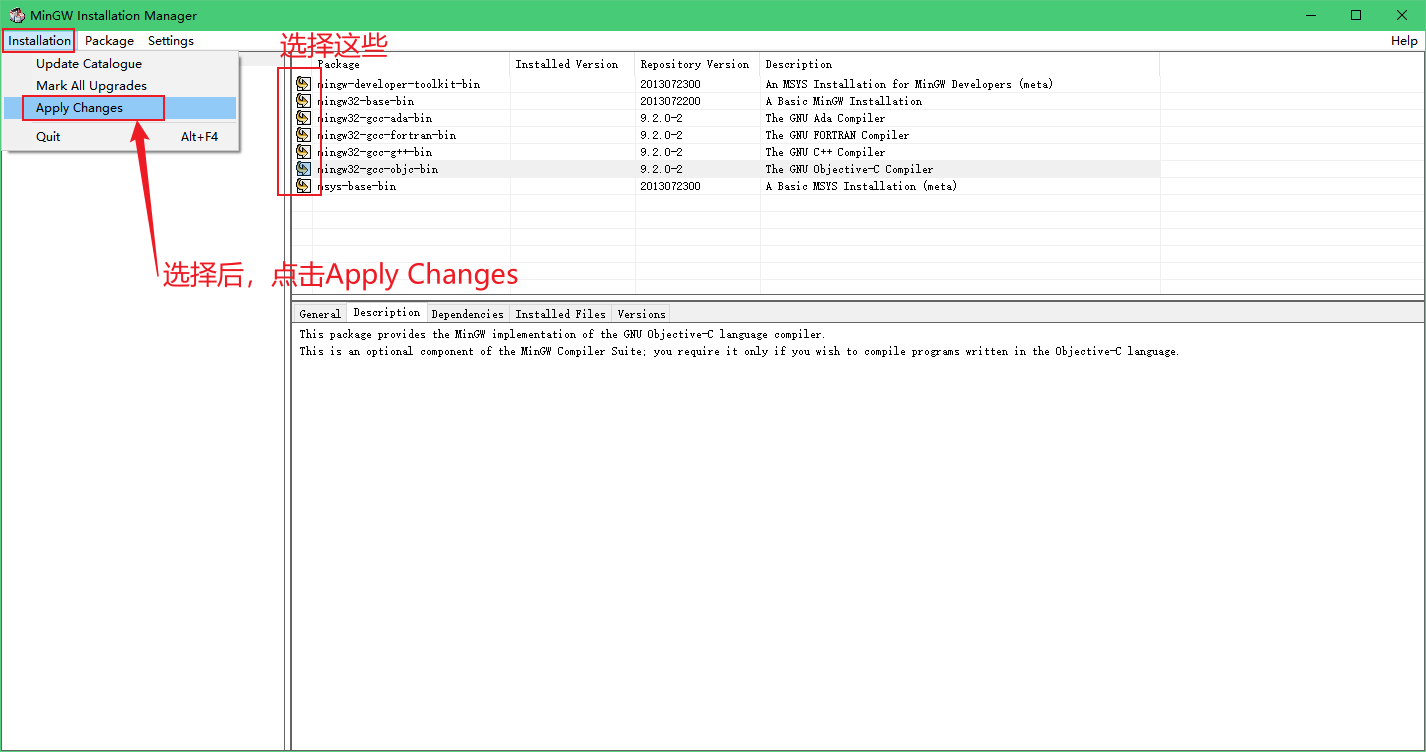 MinGW Installation Manager
Installation Package Settings Help
Update Catalogue
Mark All Upgrades
Apply Changes
Quit Alt+F4
选择这些
Package Installed Version Repository Version Description
mingw-developer-toolkit-bin 2013072300 An MSYS Installation for MinGW Developers (meta)
mingw32-base-bin 2013072200 A Basic MinGW Installation
mingw32-gcc-ada-bin 9.2.0-2 The GNU Ada Compiler
mingw32-gcc-fortran-bin 9.2.0-2 The GNU FORTRAN Compiler
mingw32-gcc-g++-bin 9.2.0-2 The GNU C++ Compiler
mingw32-gcc-objc-bin 9.2.0-2 The GNU Objective-C Compiler
msys-base-bin 2013072300 A Basic MSYS Installation (meta)
选择后，点击Apply Changes
General Description Dependencies Installed Files Versions
This package provides the MinGW implementation of the GNU Objective-C language compiler.
This is an optional component of the MinGW Compiler Suite; you require it only if you wish to compile programs written in the Objective-C language.